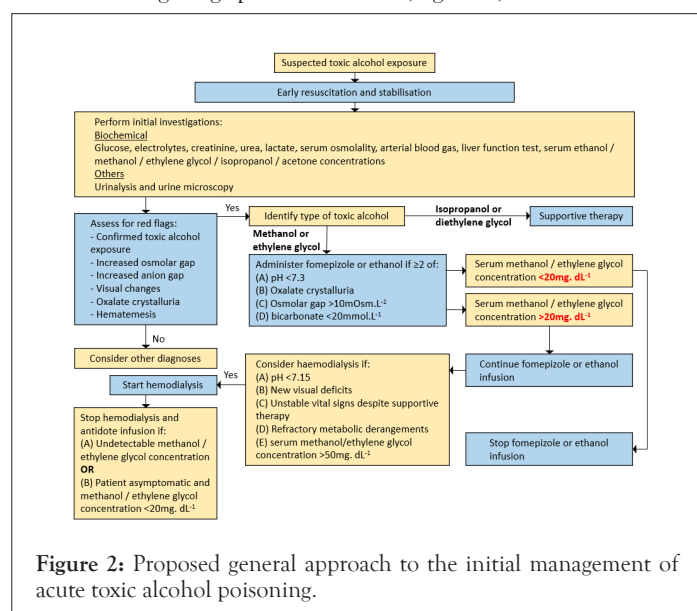 Suspected toxic alcohol exposure
Early resuscitation and stabilisation
Perform initial investigations:
Biochemical
Glucose, electrolytes, creatinine, urea, lactate, serum osmolality, arterial blood gas, liver function test, serum ethanol /
methanol / ethylene glycol / isopropanol / acetone concentrations
Others
Urinalysis and urine microscopy
Assess for red flags:
- Confirmed toxic alcohol
exposure
- Increased osmolar gap
- Increased anion gap
- Visual changes
- Oxalate crystalluria
- Hematemesis
Yes
Identify type of toxic alcohol
Isopropanol or
diethylene glycol
Supportive therapy
Methanol or
ethylene glycol
Administer fomepizole or ethanol if ≥2 of:
(A) pH <7.3
(B) Oxalate crystalluria
(C) Osmolar gap >10mOsm.L⁻¹
(D) bicarbonate <20mmol.L⁻¹
Serum methanol / ethylene glycol
concentration <20mg. dL⁻¹
Serum methanol / ethylene glycol
concentration >20mg. dL⁻¹
No
Consider other diagnoses
Continue fomepizole or ethanol
infusion
Consider haemodialysis if:
(A) pH <7.15
(B) New visual deficits
(C) Unstable vital signs despite supportive
therapy
(D) Refractory metabolic derangements
(E) serum methanol/ethylene glycol
concentration >50mg. dL⁻¹
Yes
Start hemodialysis
Stop hemodialysis and
antidote infusion if:
(A) Undetectable methanol /
ethylene glycol concentration
OR
(B) Patient asymptomatic and
methanol / ethylene glycol
concentration <20mg. dL⁻¹
Stop fomepizole or ethanol
infusion
Figure 2: Proposed general approach to the initial management of
acute toxic alcohol poisoning.